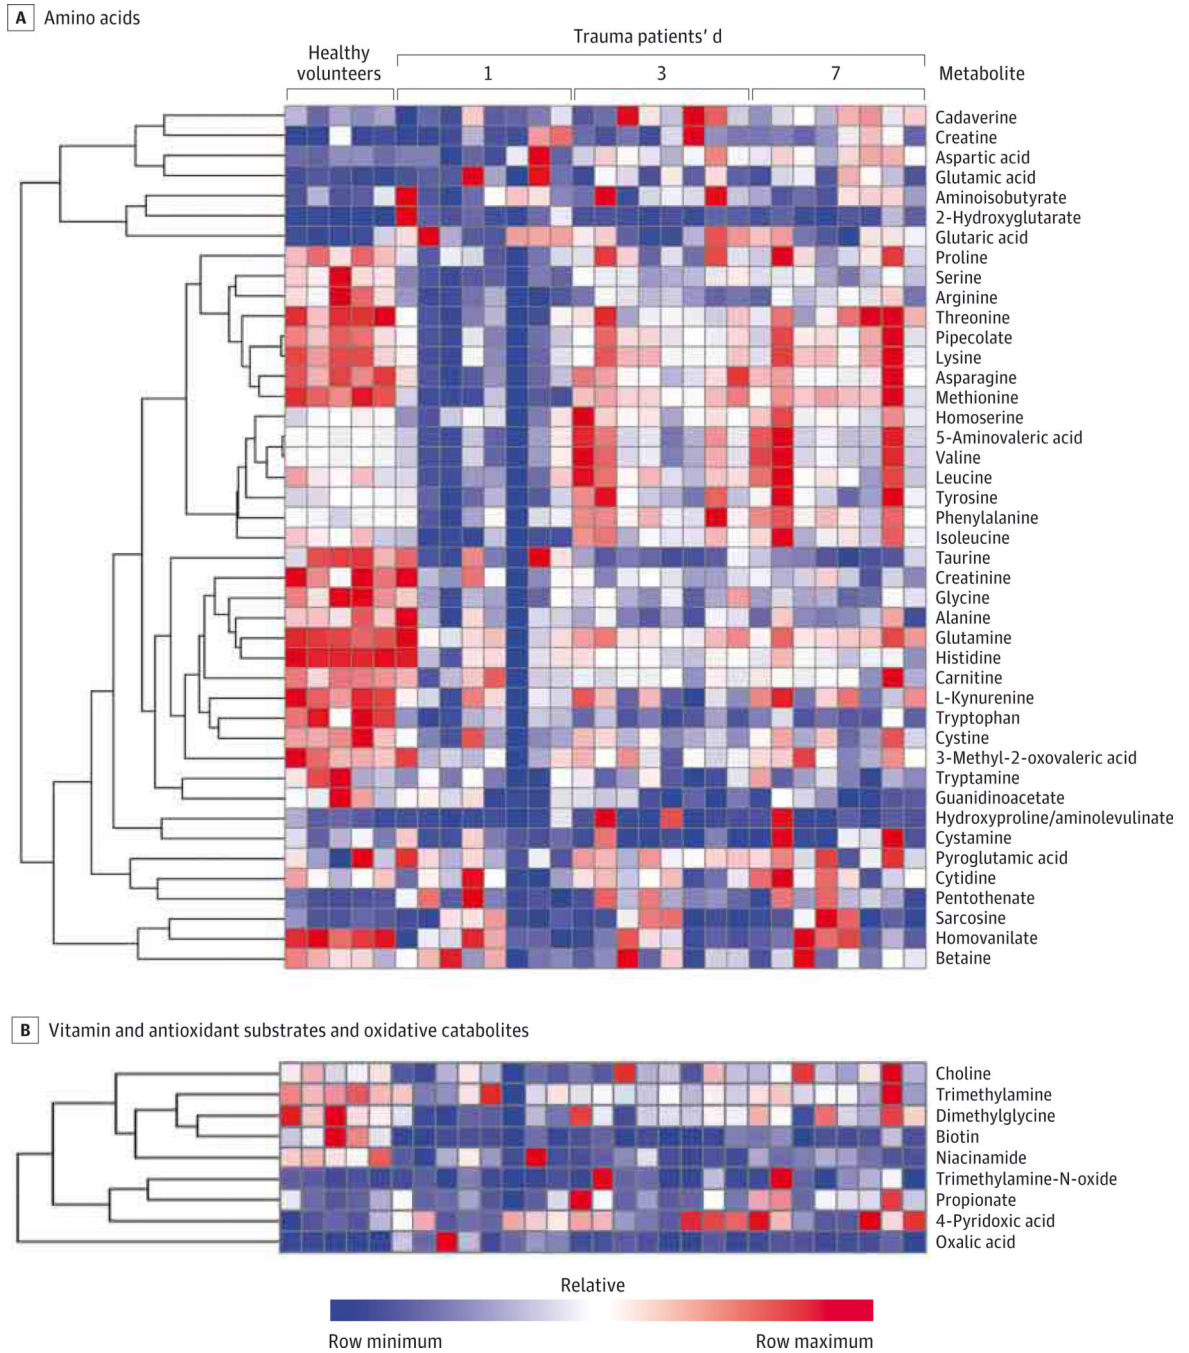 A Amino acids
Trauma patients' d
Healthy
volunteers 1 3 7 Metabolite
Cadaverine
Creatine
Aspartic acid
Glutamic acid
Aminoisobutyrate
2-Hydroxyglutarate
Glutaric acid
Proline
Serine
Arginine
Threonine
Pipecolate
Lysine
Asparagine
Methionine
Homoserine
5-Aminovaleric acid
Valine
Leucine
Tyrosine
Phenylalanine
Isoleucine
Taurine
Creatinine
Glycine
Alanine
Glutamine
Histidine
Carnitine
L-Kynurenine
Tryptophan
Cystine
3-Methyl-2-oxovaleric acid
Tryptamine
Guanidinoacetate
Hydroxyproline/aminolevulinate
Cystamine
Pyroglutamic acid
Cytidine
Pentothenate
Sarcosine
Homovanilate
Betaine
B Vitamin and antioxidant substrates and oxidative catabolites
Choline
Trimethylamine
Dimethylglycine
Biotin
Niacinamide
Trimethylamine-N-oxide
Propionate
4-Pyridoxic acid
Oxalic acid
Relative
Row minimum Row maximum